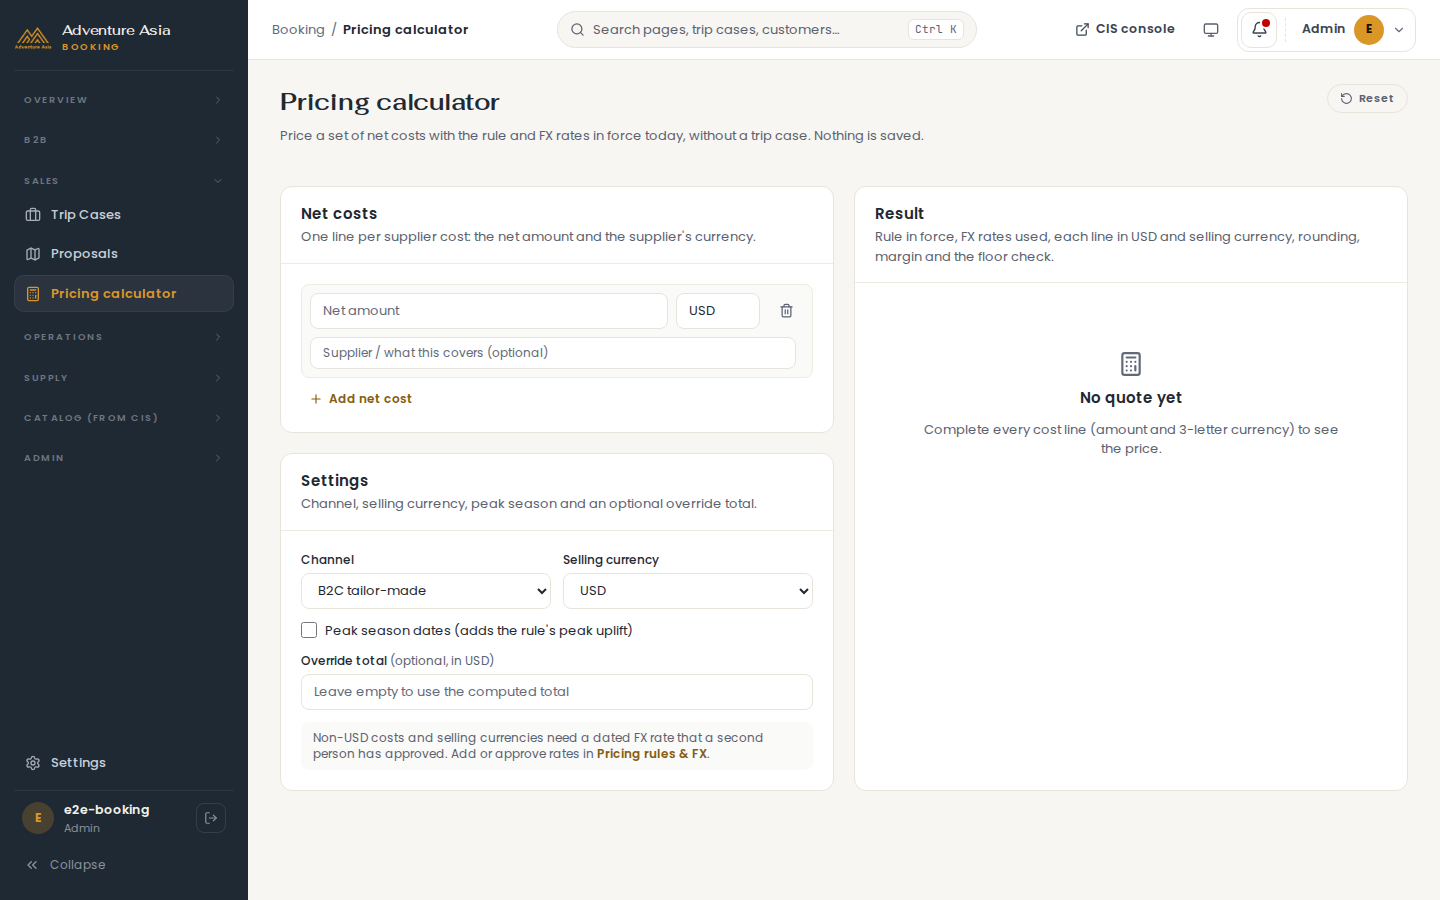 Adventure Asia
BOOKING
Adventure Asia
OVERVIEW
B2B
SALES
Trip Cases
Proposals
Pricing calculator
OPERATIONS
SUPPLY
CATALOG (FROM CIS)
ADMIN
Settings
E
e2e-booking
Admin
Collapse
Booking / Pricing calculator
Search pages, trip cases, customers...
Ctrl K
CIS console
Admin
E
Pricing calculator
Reset
Price a set of net costs with the rule and FX rates in force today, without a trip case. Nothing is saved.
Net costs
One line per supplier cost: the net amount and the supplier's currency.
Net amount
USD
Supplier / what this covers (optional)
Add net cost
Settings
Channel, selling currency, peak season and an optional override total.
Channel
Selling currency
B2C tailor-made
USD
Peak season dates (adds the rule's peak uplift)
Override total (optional, in USD)
Leave empty to use the computed total
Non-USD costs and selling currencies need a dated FX rate that a second
person has approved. Add or approve rates in Pricing rules & FX.
Result
Rule in force, FX rates used, each line in USD and selling currency, rounding,
margin and the floor check.
No quote yet
Complete every cost line (amount and 3-letter currency) to see
the price.